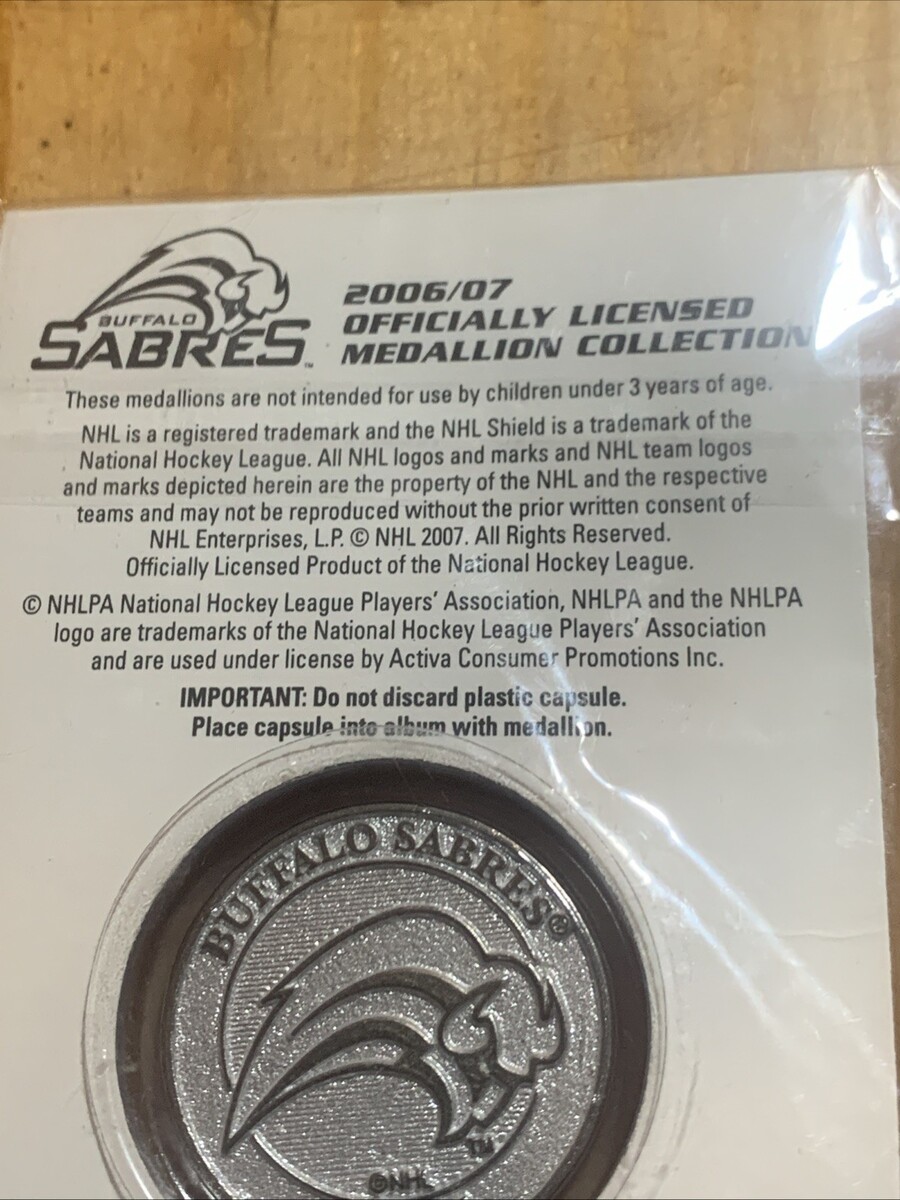 BUFFALO
SABRES™
2006/07
OFFICIALLY LICENSED
MEDALLION COLLECTION
These medallions are not intended for use by children under 3 years of age.
NHL is a registered trademark and the NHL Shield is a trademark of the
National Hockey League. All NHL logos and marks and NHL team logos
and marks depicted herein are the property of the NHL and the respective
teams and may not be reproduced without the prior written consent of
NHL Enterprises, L.P. © NHL 2007. All Rights Reserved.
Officially Licensed Product of the National Hockey League.
© NHLPA National Hockey League Players' Association, NHLPA and the NHLPA
logo are trademarks of the National Hockey League Players' Association
and are used under license by Activa Consumer Promotions Inc.
IMPORTANT: Do not discard plastic capsule.
Place capsule into album with medallion.
BUFFALO SABRES®
TM
©NHL